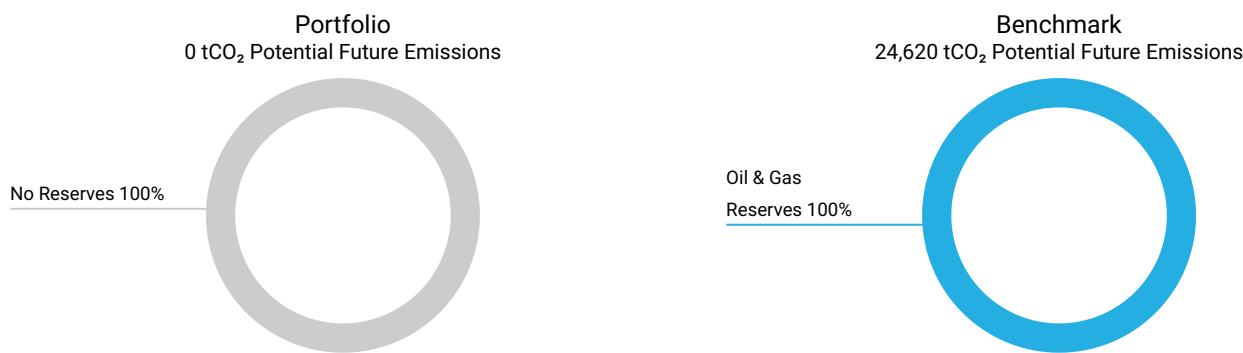 Portfolio
0 tCO₂ Potential Future Emissions
No Reserves 100%
Benchmark
24,620 tCO₂ Potential Future Emissions
Oil & Gas
Reserves 100%